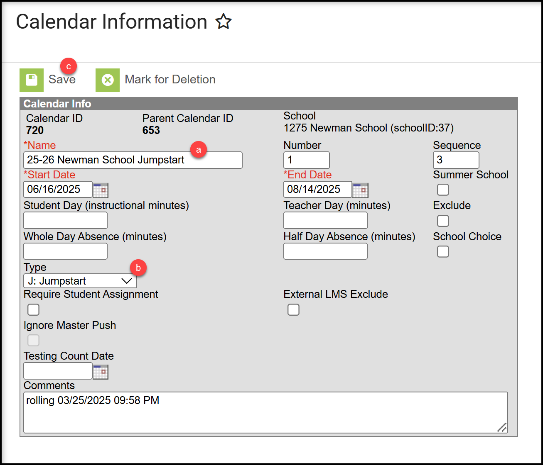 Calendar Information
c
Save Mark for Deletion
Calendar Info
Calendar ID Parent Calendar ID School
720 653 1275 Newman School (schoolID:37)
*Name a Number Sequence
25-26 Newman School Jumpstart 1 3
*Start Date *End Date Summer School
06/16/2025 08/14/2025
Student Day (instructional minutes) Teacher Day (minutes) Exclude
Whole Day Absence (minutes) Half Day Absence (minutes) School Choice
Type b
J: Jumpstart
Require Student Assignment External LMS Exclude
Ignore Master Push
Testing Count Date
Comments
rolling 03/25/2025 09:58 PM